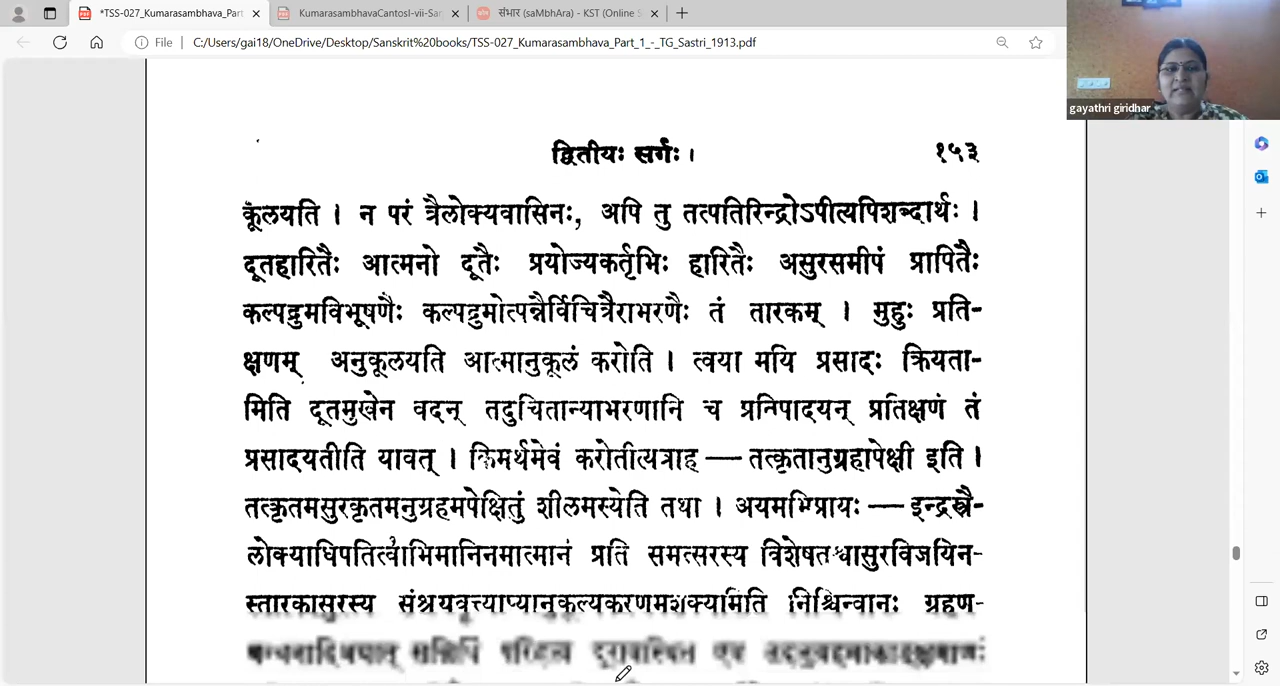 *TSS-027_Kumarasambhava_Part
KumarasambhavaCantosI-vii-San
संभार (saMbhAra) - KST (Online S
File
C:/Users/gai18/OneDrive/Desktop/Sanskrit%20books/TSS-027_Kumarasambhava_Part_1_-_TG_Sastri_1913.pdf
gayathri giridhar
द्वितीयः सर्गः । १५३
कूलयति । न परं त्रैलोक्यवासिनः, अपि तु तत्पतिरिन्द्रोऽपीत्यपिशब्दार्थः ।
दूतहारितैः आत्मनो दूतैः प्रयोज्यकर्तृभिः हारितैः असुरसमीपं प्रापितैः
कल्पद्रुमविभूषणैः कल्पद्रुमोत्पन्नैर्विचित्रैराभरणैः तं तारकम् । मुहुः प्रति-
क्षणम् अनुकूलयति आत्मानुकूलं करोति । त्वया मयि प्रसादः क्रियता-
मिति दूतमुखेन वदन् तदुचितान्याभरणानि च प्रतिपादयन् प्रतिक्षणं तं
प्रसादयतीति यावत् । किमर्थमेवं करोतीत्यत्राह — तत्कृतानुग्रहापेक्षी इति ।
तत्कृतमसुरकृतमनुग्रहमपेक्षितुं शीलमस्येति तथा । अयमभिप्रायः — इन्द्रस्त्रै-
लोक्याधिपतित्वाभिमानिनमात्मानं प्रति समत्सरस्य विशेषतश्चासुरविजयिन-
स्तारकासुरस्य संश्रयवृत्त्याप्यानुकूल्यकरणमशक्यमिति निश्चिन्वानः ग्रहण-